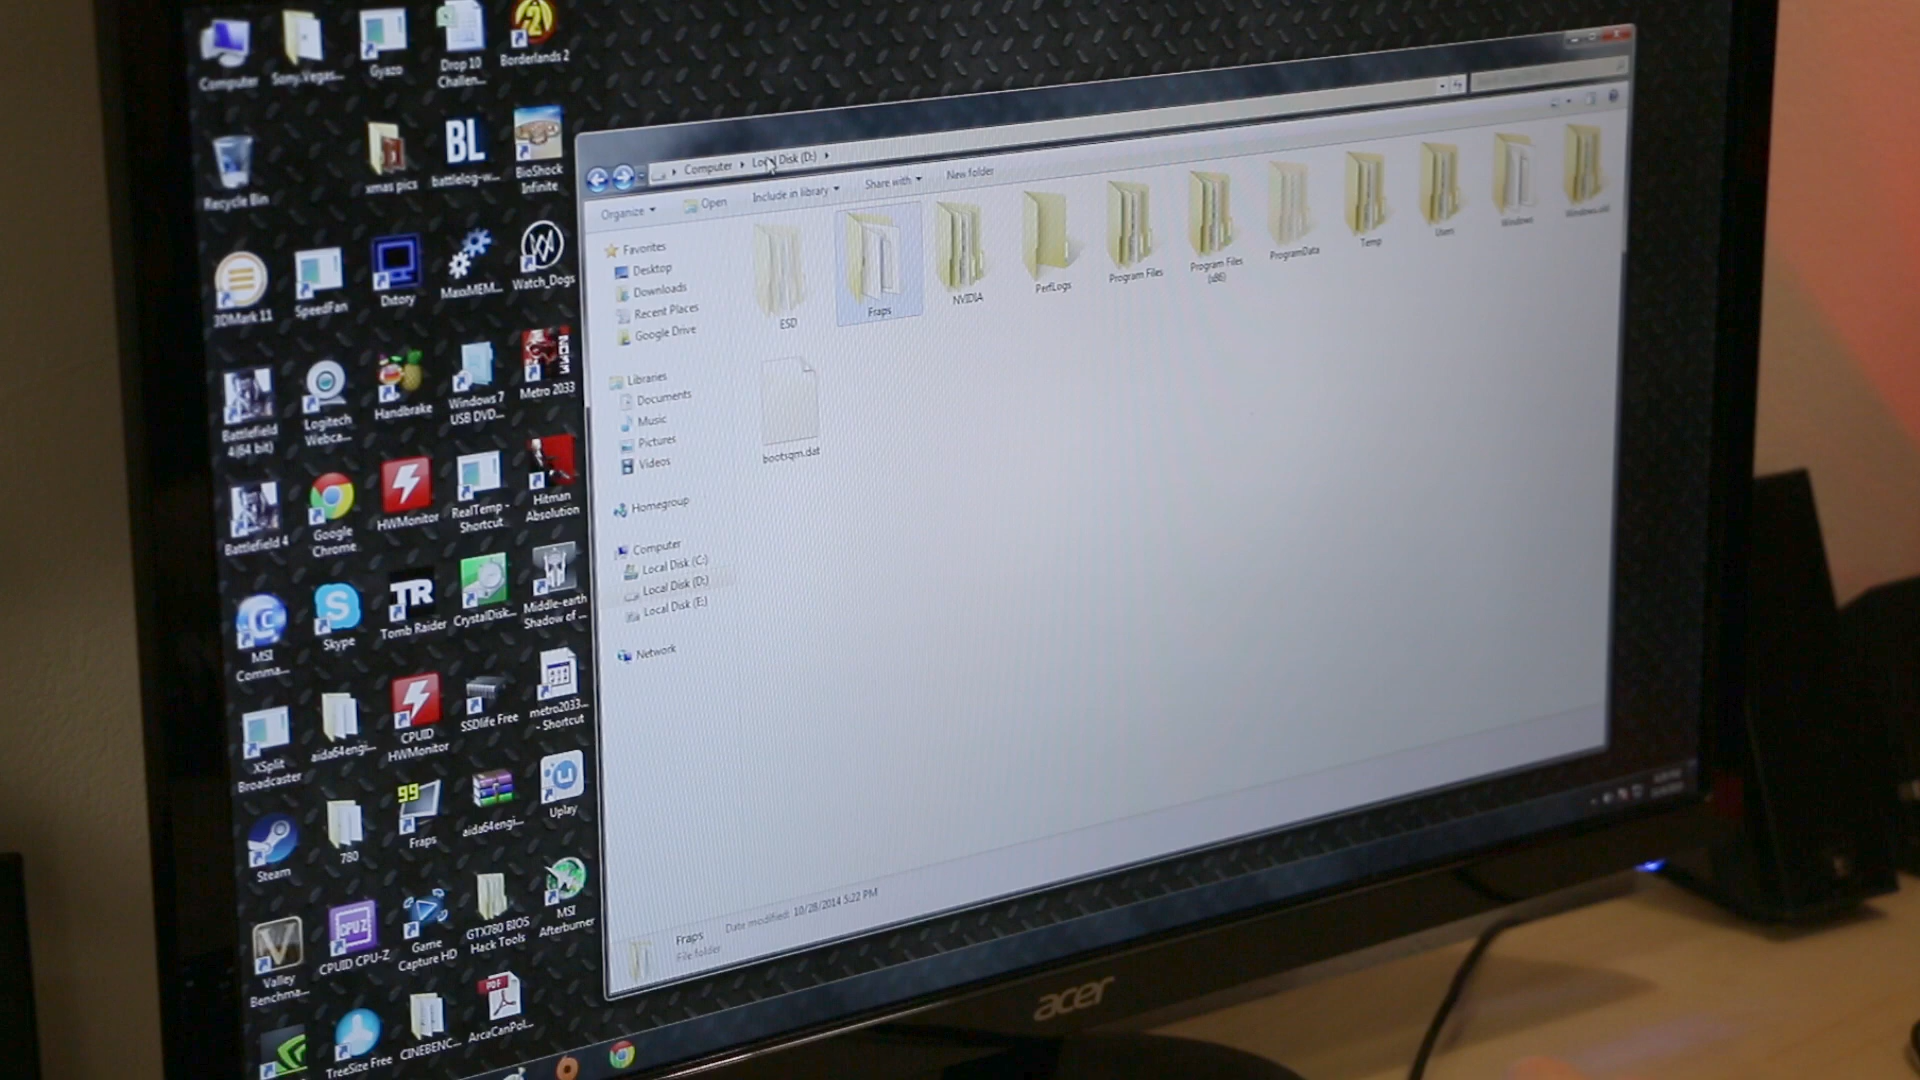 Computer
Sony.Vegas...
Gyazo
Drop 10
Challen...
Borderlands 2
Recycle Bin
xmas pics
BL
battlelog-w...
BioShock
Infinite
3DMark 11
SpeedFan
Dxtory
MaxxMEM...
Watch_Dogs
Battlefield
4 (64 bit)
Logitech
Webca...
Handbrake
Windows 7
USB DVD...
Metro 2033
Battlefield 4
Google
Chrome
HWMonitor
RealTemp -
Shortcut
Hitman
Absolution
MSI
Comma...
Skype
TR
Tomb Raider
CrystalDisk...
Middle-earth
Shadow of ...
XSplit
Broadcaster
aida64engi...
CPUID
HWMonitor
SSDlife Free
metro2033...
- Shortcut
Steam
780
99
Fraps
aida64engi...
Uplay
Valley
Benchma...
CPU-Z
CPUID CPU-Z
Game
Capture HD
GTX780 BIOS
Hack Tools
MSI
Afterburner
TreeSize Free
CINEBENC...
PDF
ArcaCanPol...
Computer
Local Disk (D:)
Organize
Open
Include in library
Share with
New folder
Favorites
Desktop
Downloads
Recent Places
Google Drive
Libraries
Documents
Music
Pictures
Videos
Homegroup
Computer
Local Disk (C:)
Local Disk (D:)
Local Disk (E:)
Network
ESD
Fraps
NVIDIA
PerfLogs
Program Files
Program Files
(x86)
ProgramData
Temp
Users
Windows
Windows.old
bootsqm.dat
Fraps
Date modified: 10/28/2014 5:22 PM
File folder
acer